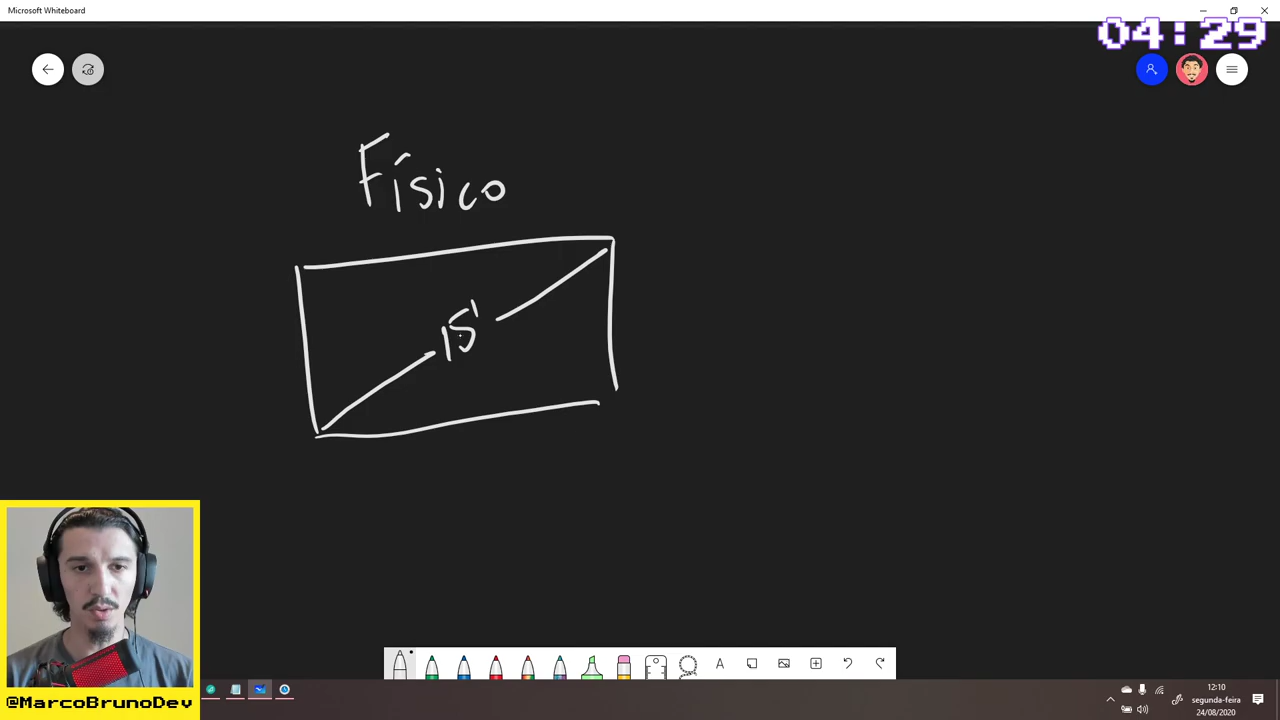 Microsoft Whiteboard
04:29
Físico
15'
A
@MarcoBrunoDev
12:10
segunda-feira
24/08/2020